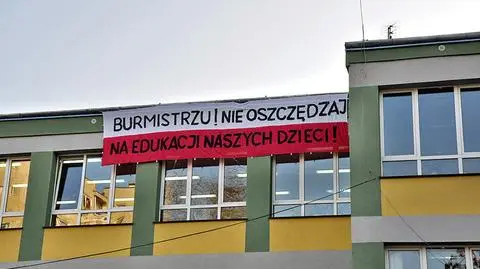 BURMISTRZU! NIE OSZCZĘDZAJ
NA EDUKACJI NASZYCH DZIECI!